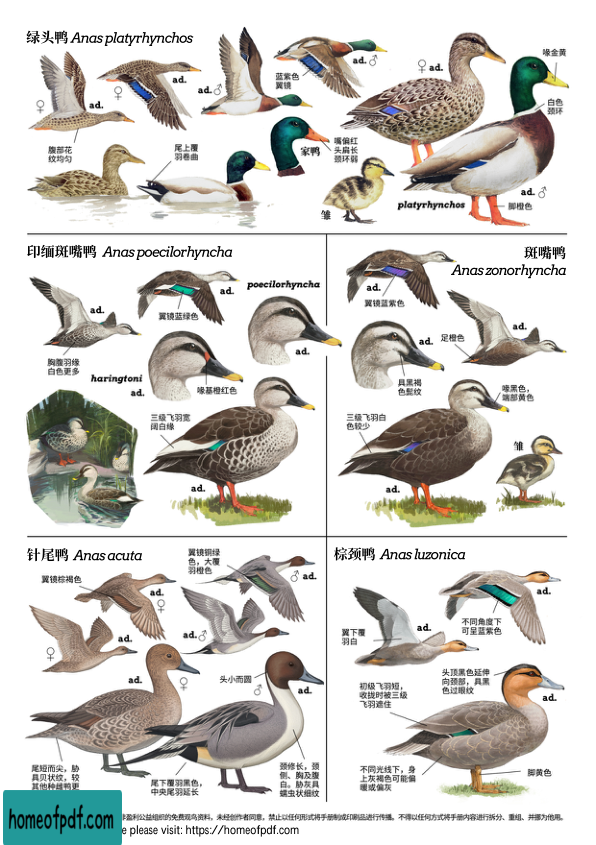 绿头鸭 Anas platyrhynchos
ad.
♀
♀
ad.
ad.♂
蓝紫色
翼镜
ad.
♂
♀ ad.
喙金黄
白色
颈环
腹部花
纹均匀
尾上覆
羽卷曲
家鸭
嘴偏红
头扁长
颈环弱
雏
platyrhynchos
ad. ♂
脚橙色
印缅斑嘴鸭 Anas poecilorhyncha
ad.
ad.
翼镜蓝绿色
poecilorhyncha
ad.
胸腹羽缘
白色更多
haringtoni
ad.
喙基橙红色
三级飞羽宽
阔白缘
ad.
斑嘴鸭
Anas zonorhyncha
ad.
翼镜蓝紫色
足橙色
ad.
具黑褐
色髭纹
喙黑色，
端部黄色
三级飞羽白
色较少
雏
ad.
针尾鸭 Anas acuta
翼镜棕褐色
ad.
♀
翼镜铜绿
色，大覆
羽橙色
♂ ad.
♀
ad.
ad.♂
ad.
♀
头小而圆
♂
ad.
尾短而尖，胁
具贝状纹，较
其他种雌鸭更
尾下覆羽黑色，
中央尾羽延长
颈修长，颈
侧、胸及腹
白。胁灰具
蠕虫状细纹
棕颈鸭 Anas luzonica
ad.
ad.
翼下覆
羽白
不同角度下
可呈蓝紫色
头顶黑色延伸
向颈部，具黑
色过眼纹
初级飞羽短，
收拢时被三级
飞羽遮住
ad.
不同光线下，身
上灰褐色可能偏
暖或偏灰
脚黄色
非盈利公益组织的免费观鸟资料，未经创作者同意，禁止以任何形式将手册制成印刷品进行传播。不得以任何方式将手册内容进行拆分、重组、并挪为他用。
homeofpdf.com
e please visit: https://homeofpdf.com